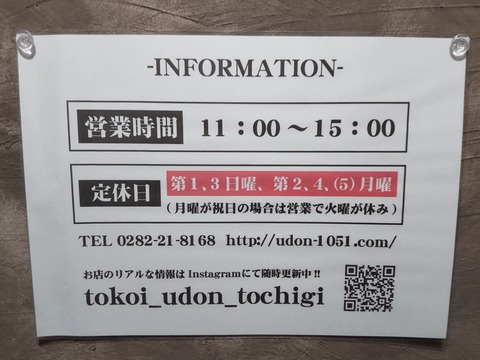 -INFORMATION-
営業時間 11：00～15：00
定休日 第1、3日曜、第2、4、(5)月曜
(月曜が祝日の場合は営業で火曜が休み)
TEL 0282-21-8168 http://udon-1051.com/
お店のリアルな情報はInstagramにて随時更新中!!
tokoi_udon_tochigi